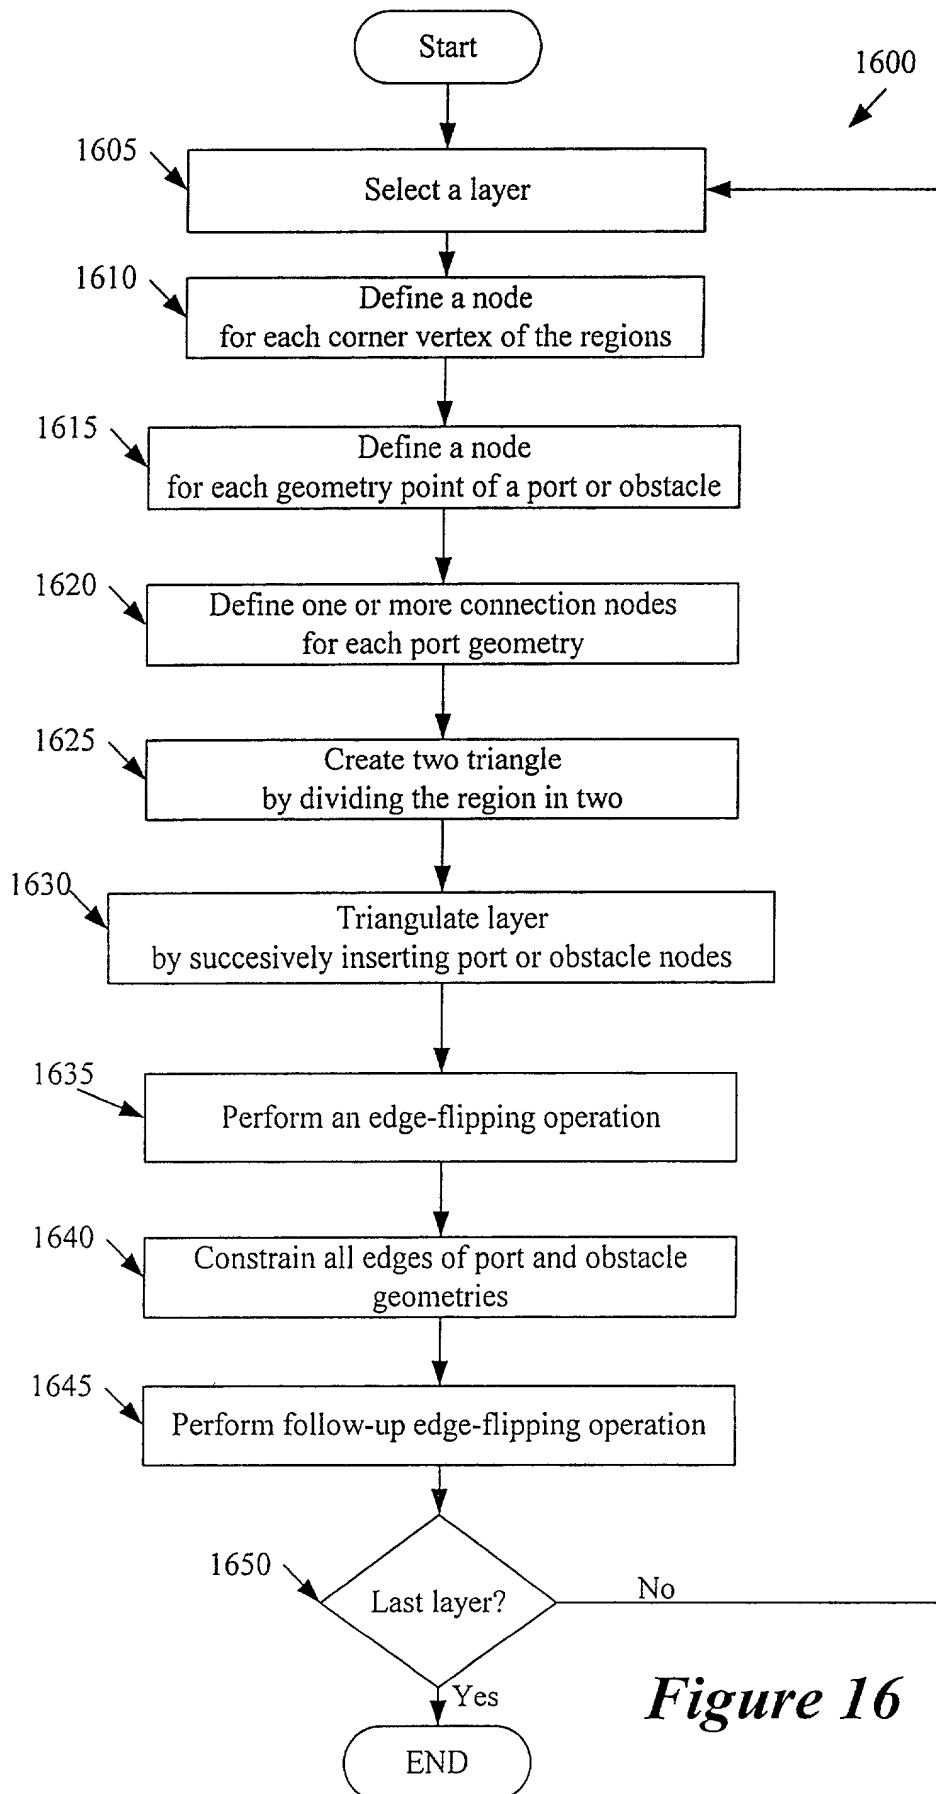 Start
1600
1605
Select a layer
1610
Define a node
for each corner vertex of the regions
1615
Define a node
for each geometry point of a port or obstacle
1620
Define one or more connection nodes
for each port geometry
1625
Create two triangle
by dividing the region in two
1630
Triangulate layer
by succesively inserting port or obstacle nodes
1635
Perform an edge-flipping operation
1640
Constrain all edges of port and obstacle
geometries
1645
Perform follow-up edge-flipping operation
1650
Last layer?
No
Yes
Figure 16
END